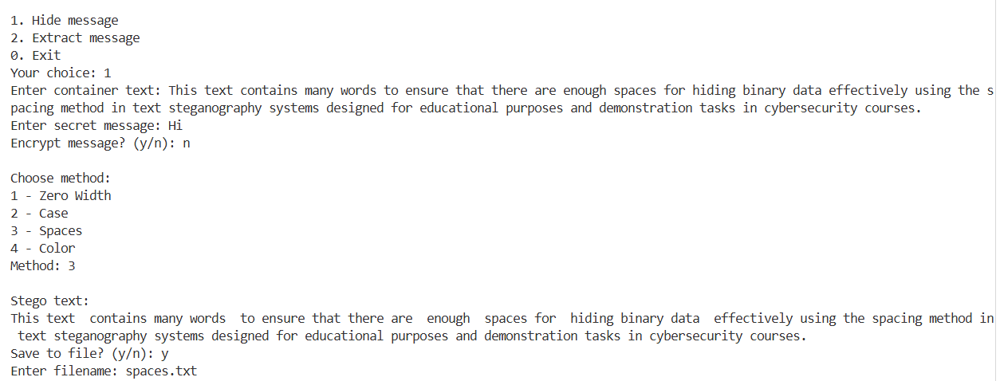 1. Hide message
2. Extract message
0. Exit
Your choice: 1
Enter container text: This text contains many words to ensure that there are enough spaces for hiding binary data effectively using the s
pacing method in text steganography systems designed for educational purposes and demonstration tasks in cybersecurity courses.
Enter secret message: Hi
Encrypt message? (y/n): n

Choose method:
1 - Zero Width
2 - Case
3 - Spaces
4 - Color
Method: 3

Stego text:
This text  contains many words  to ensure that there are  enough  spaces for  hiding binary data  effectively using the spacing method in
 text steganography systems designed for educational purposes and demonstration tasks in cybersecurity courses.
Save to file? (y/n): y
Enter filename: spaces.txt